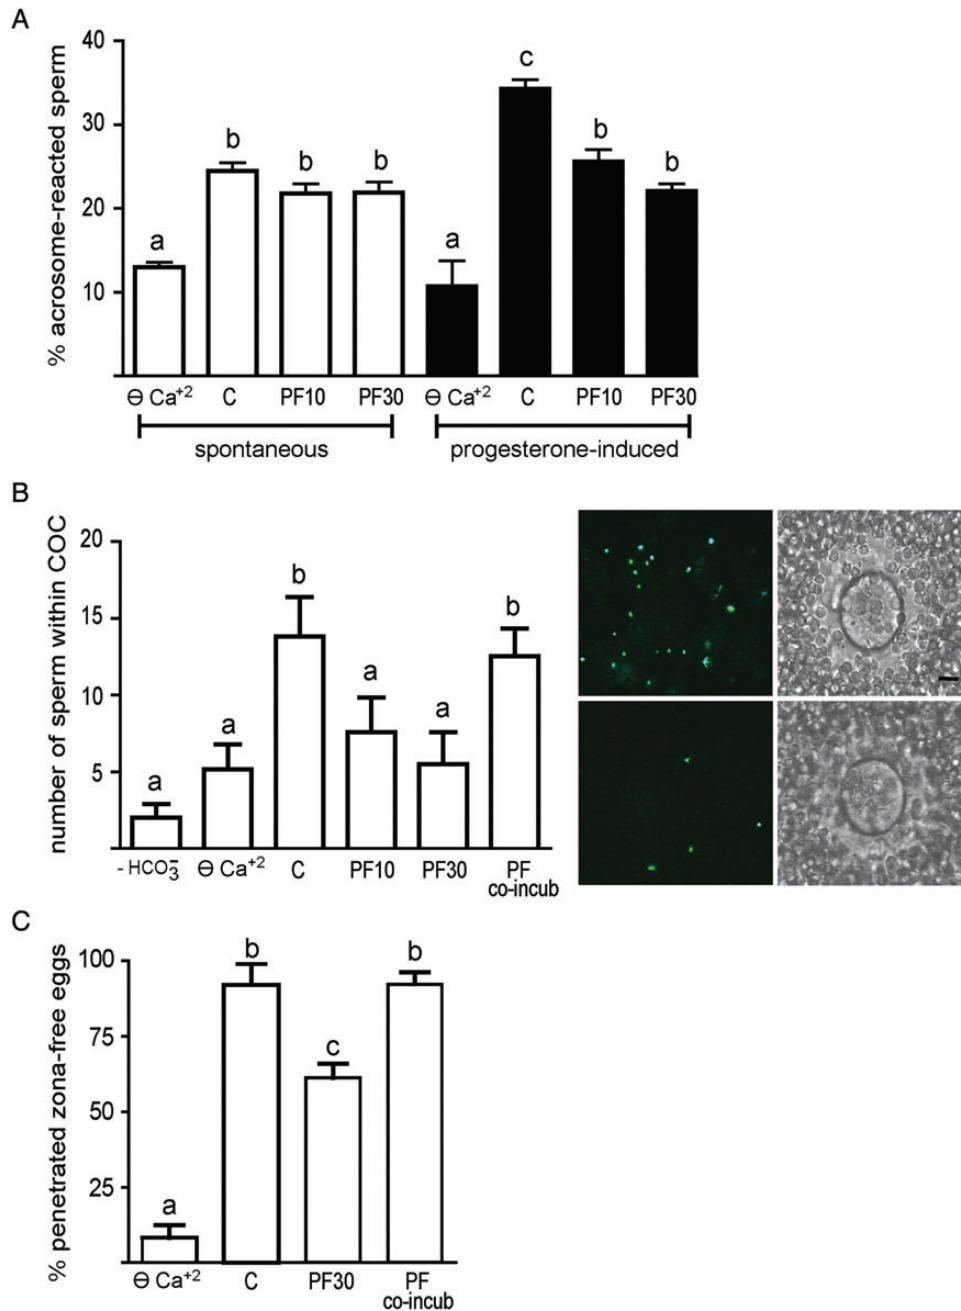 A
% acrosome-reacted sperm
40
30
20
10
a
b
b
b
a
c
b
b
Ɵ Ca⁺²
C
PF10
PF30
Ɵ Ca⁺²
C
PF10
PF30
spontaneous
progesterone-induced
B
number of sperm within COC
20
15
10
5
a
a
b
a
a
b
- HCO₃⁻
Ɵ Ca⁺²
C
PF10
PF30
PF
co-incub
C
% penetrated zona-free eggs
100
75
50
25
a
b
c
b
Ɵ Ca⁺²
C
PF30
PF
co-incub